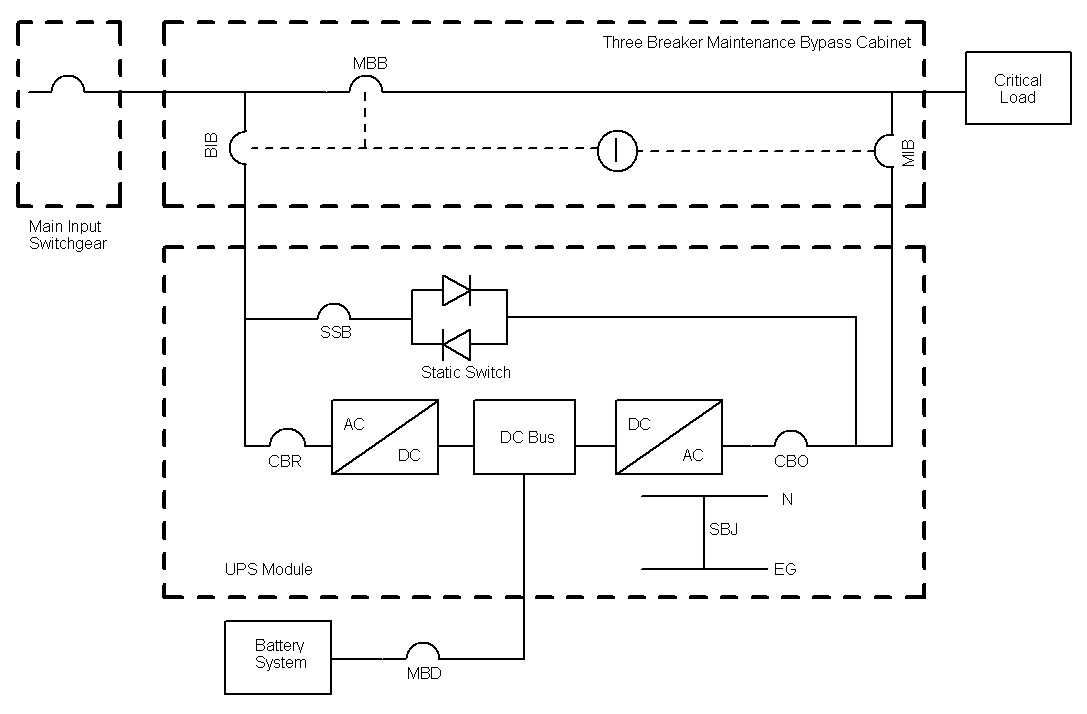 Three Breaker Maintenance Bypass Cabinet
MBB
Critical
Load
BIB
MIB
Main Input
Switchgear
SSB
Static Switch
AC
DC
DC Bus
DC
AC
CBR
CBO
N
SBJ
EG
UPS Module
Battery
System
MBD